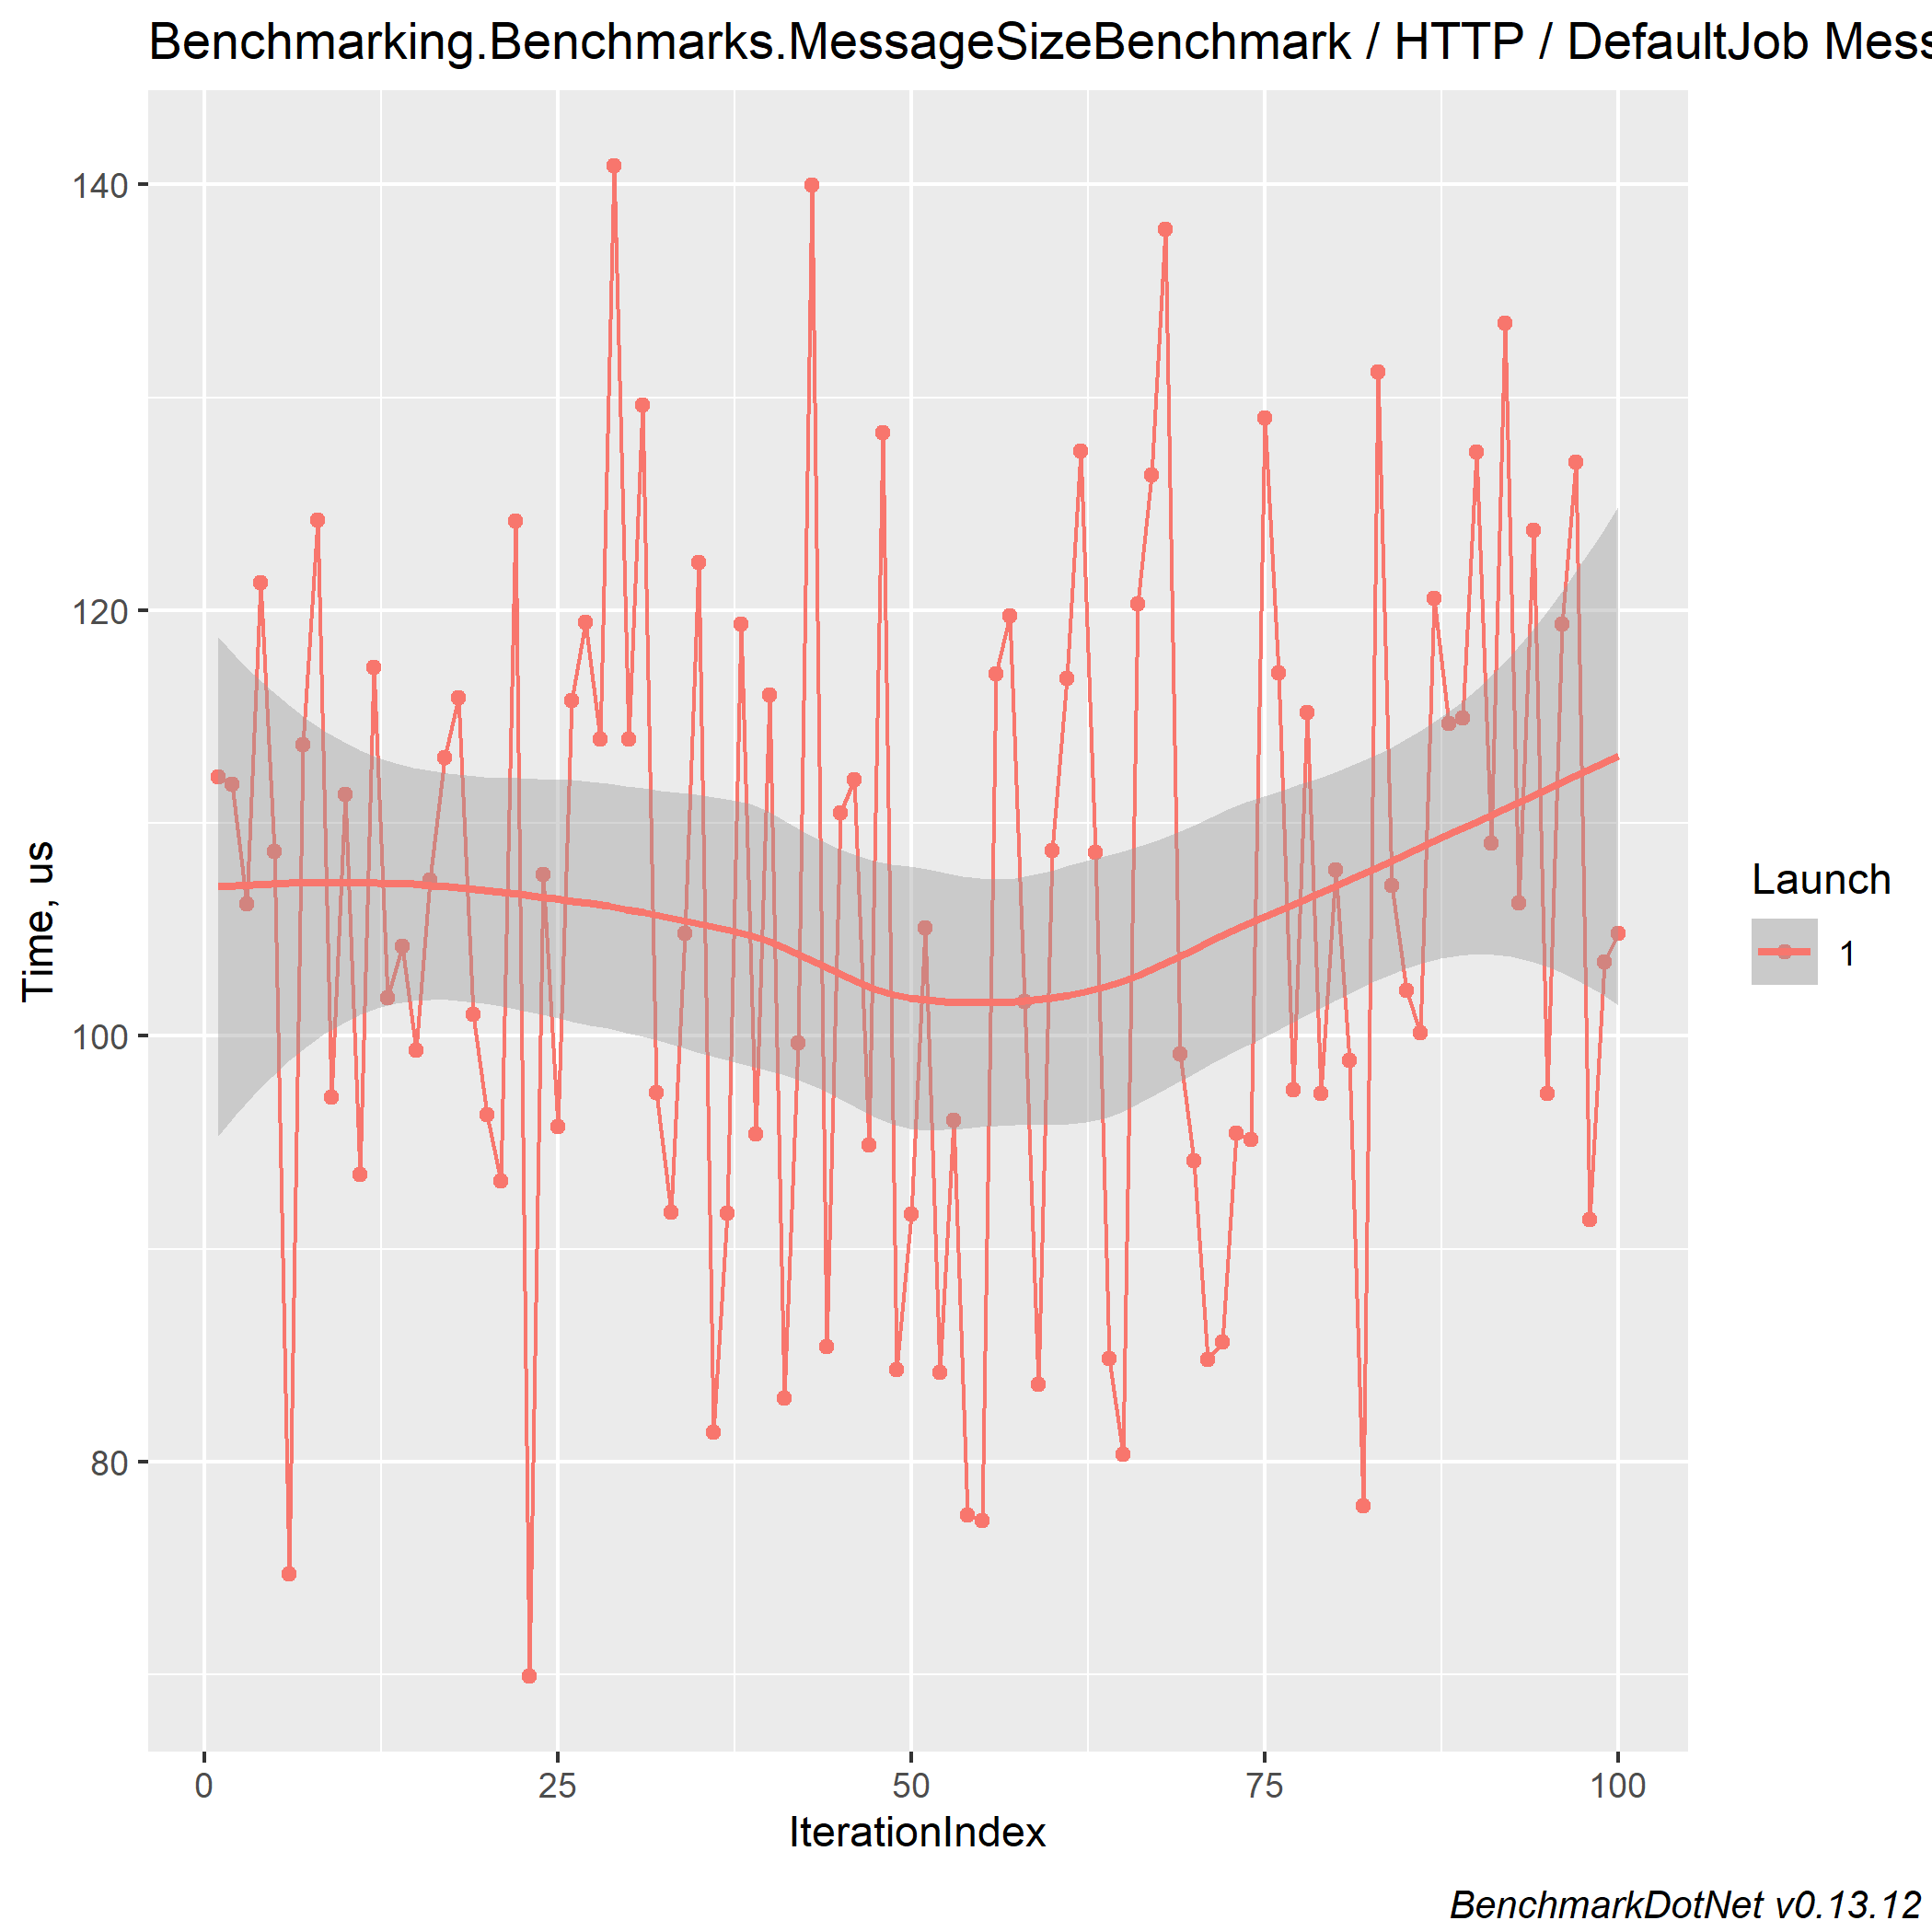 Benchmarking.Benchmarks.MessageSizeBenchmark / HTTP / DefaultJob Mess
140
120
100
80
Time, us
0 25 50 75 100
IterationIndex
Launch
1
BenchmarkDotNet v0.13.12